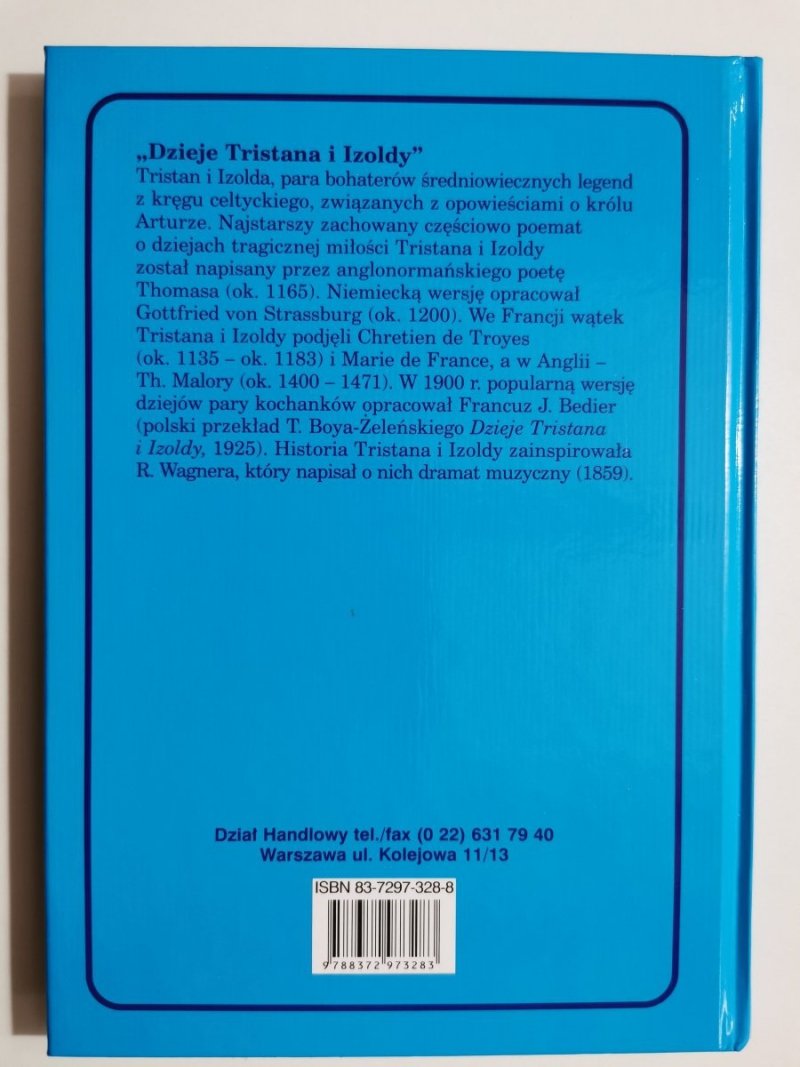 „Dzieje Tristana i Izoldy”
Tristan i Izolda, para bohaterów średniowiecznych legend
z kręgu celtyckiego, związanych z opowieściami o królu
Arturze. Najstarszy zachowany częściowo poemat
o dziejach tragicznej miłości Tristana i Izoldy
został napisany przez anglonormańskiego poetę
Thomasa (ok. 1165). Niemiecką wersję opracował
Gottfried von Strassburg (ok. 1200). We Francji wątek
Tristana i Izoldy podjęli Chretien de Troyes
(ok. 1135 – ok. 1183) i Marie de France, a w Anglii –
Th. Malory (ok. 1400 – 1471). W 1900 r. popularną wersję
dziejów pary kochanków opracował Francuz J. Bedier
(polski przekład T. Boya-Żeleńskiego Dzieje Tristana
i Izoldy, 1925). Historia Tristana i Izoldy zainspirowała
R. Wagnera, który napisał o nich dramat muzyczny (1859).
Dział Handlowy tel./fax (0 22) 631 79 40
Warszawa ul. Kolejowa 11/13
ISBN 83-7297-328-8
9788372973283